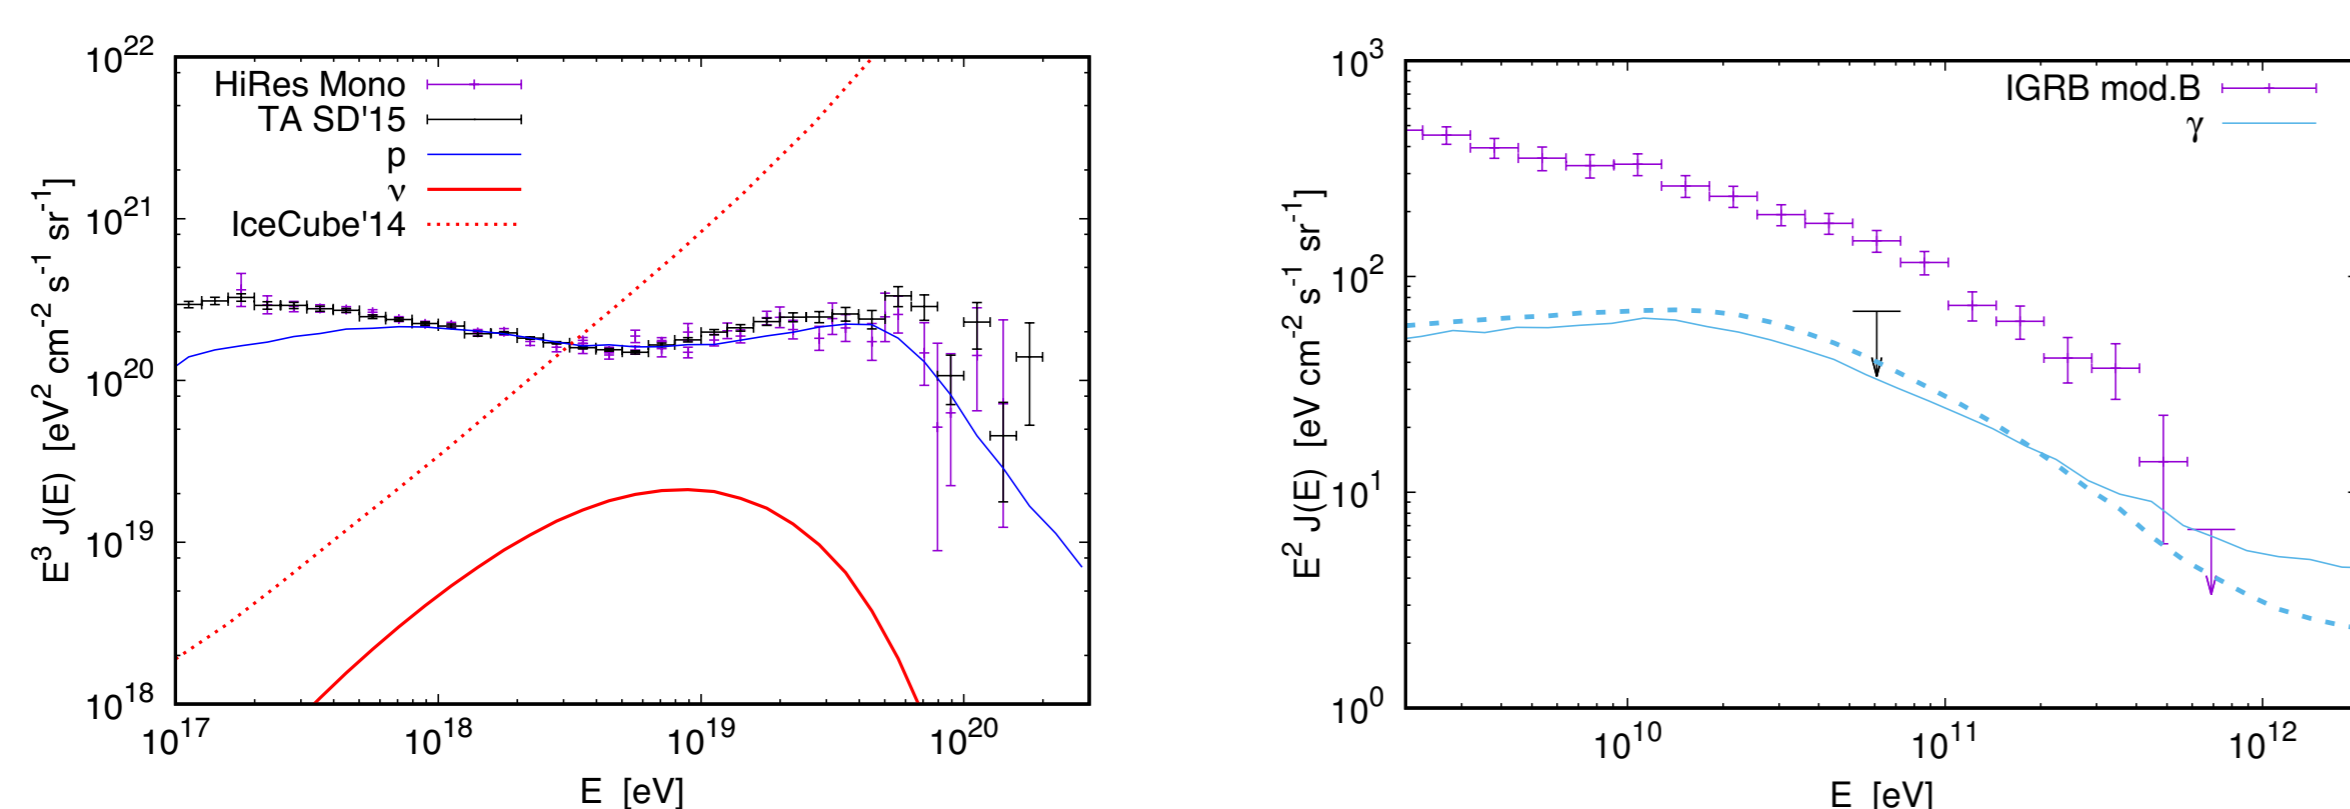 10^22
10^21
10^20
10^19
10^18
E^3 J(E) [eV^2 cm^-2 s^-1 sr^-1]
HiRes Mono
TA SD'15
p
ν
IceCube'14
10^17
10^18
10^19
10^20
E [eV]
10^3
10^2
10^1
10^0
E^2 J(E) [eV cm^-2 s^-1 sr^-1]
IGRB mod.B
γ
10^10
10^11
10^12
E [eV]